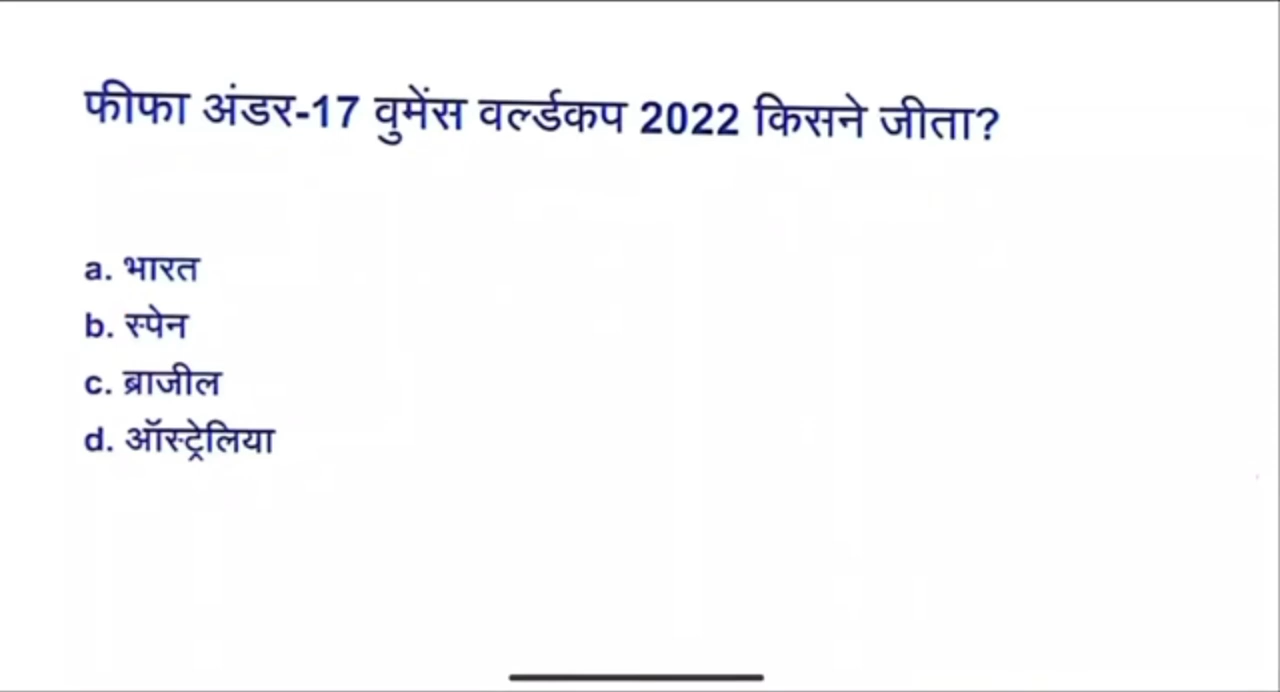 फीफा अंडर-17 वुमेंस वर्ल्डकप 2022 किसने जीता?
a. भारत
b. स्पेन
c. ब्राजील
d. ऑस्ट्रेलिया